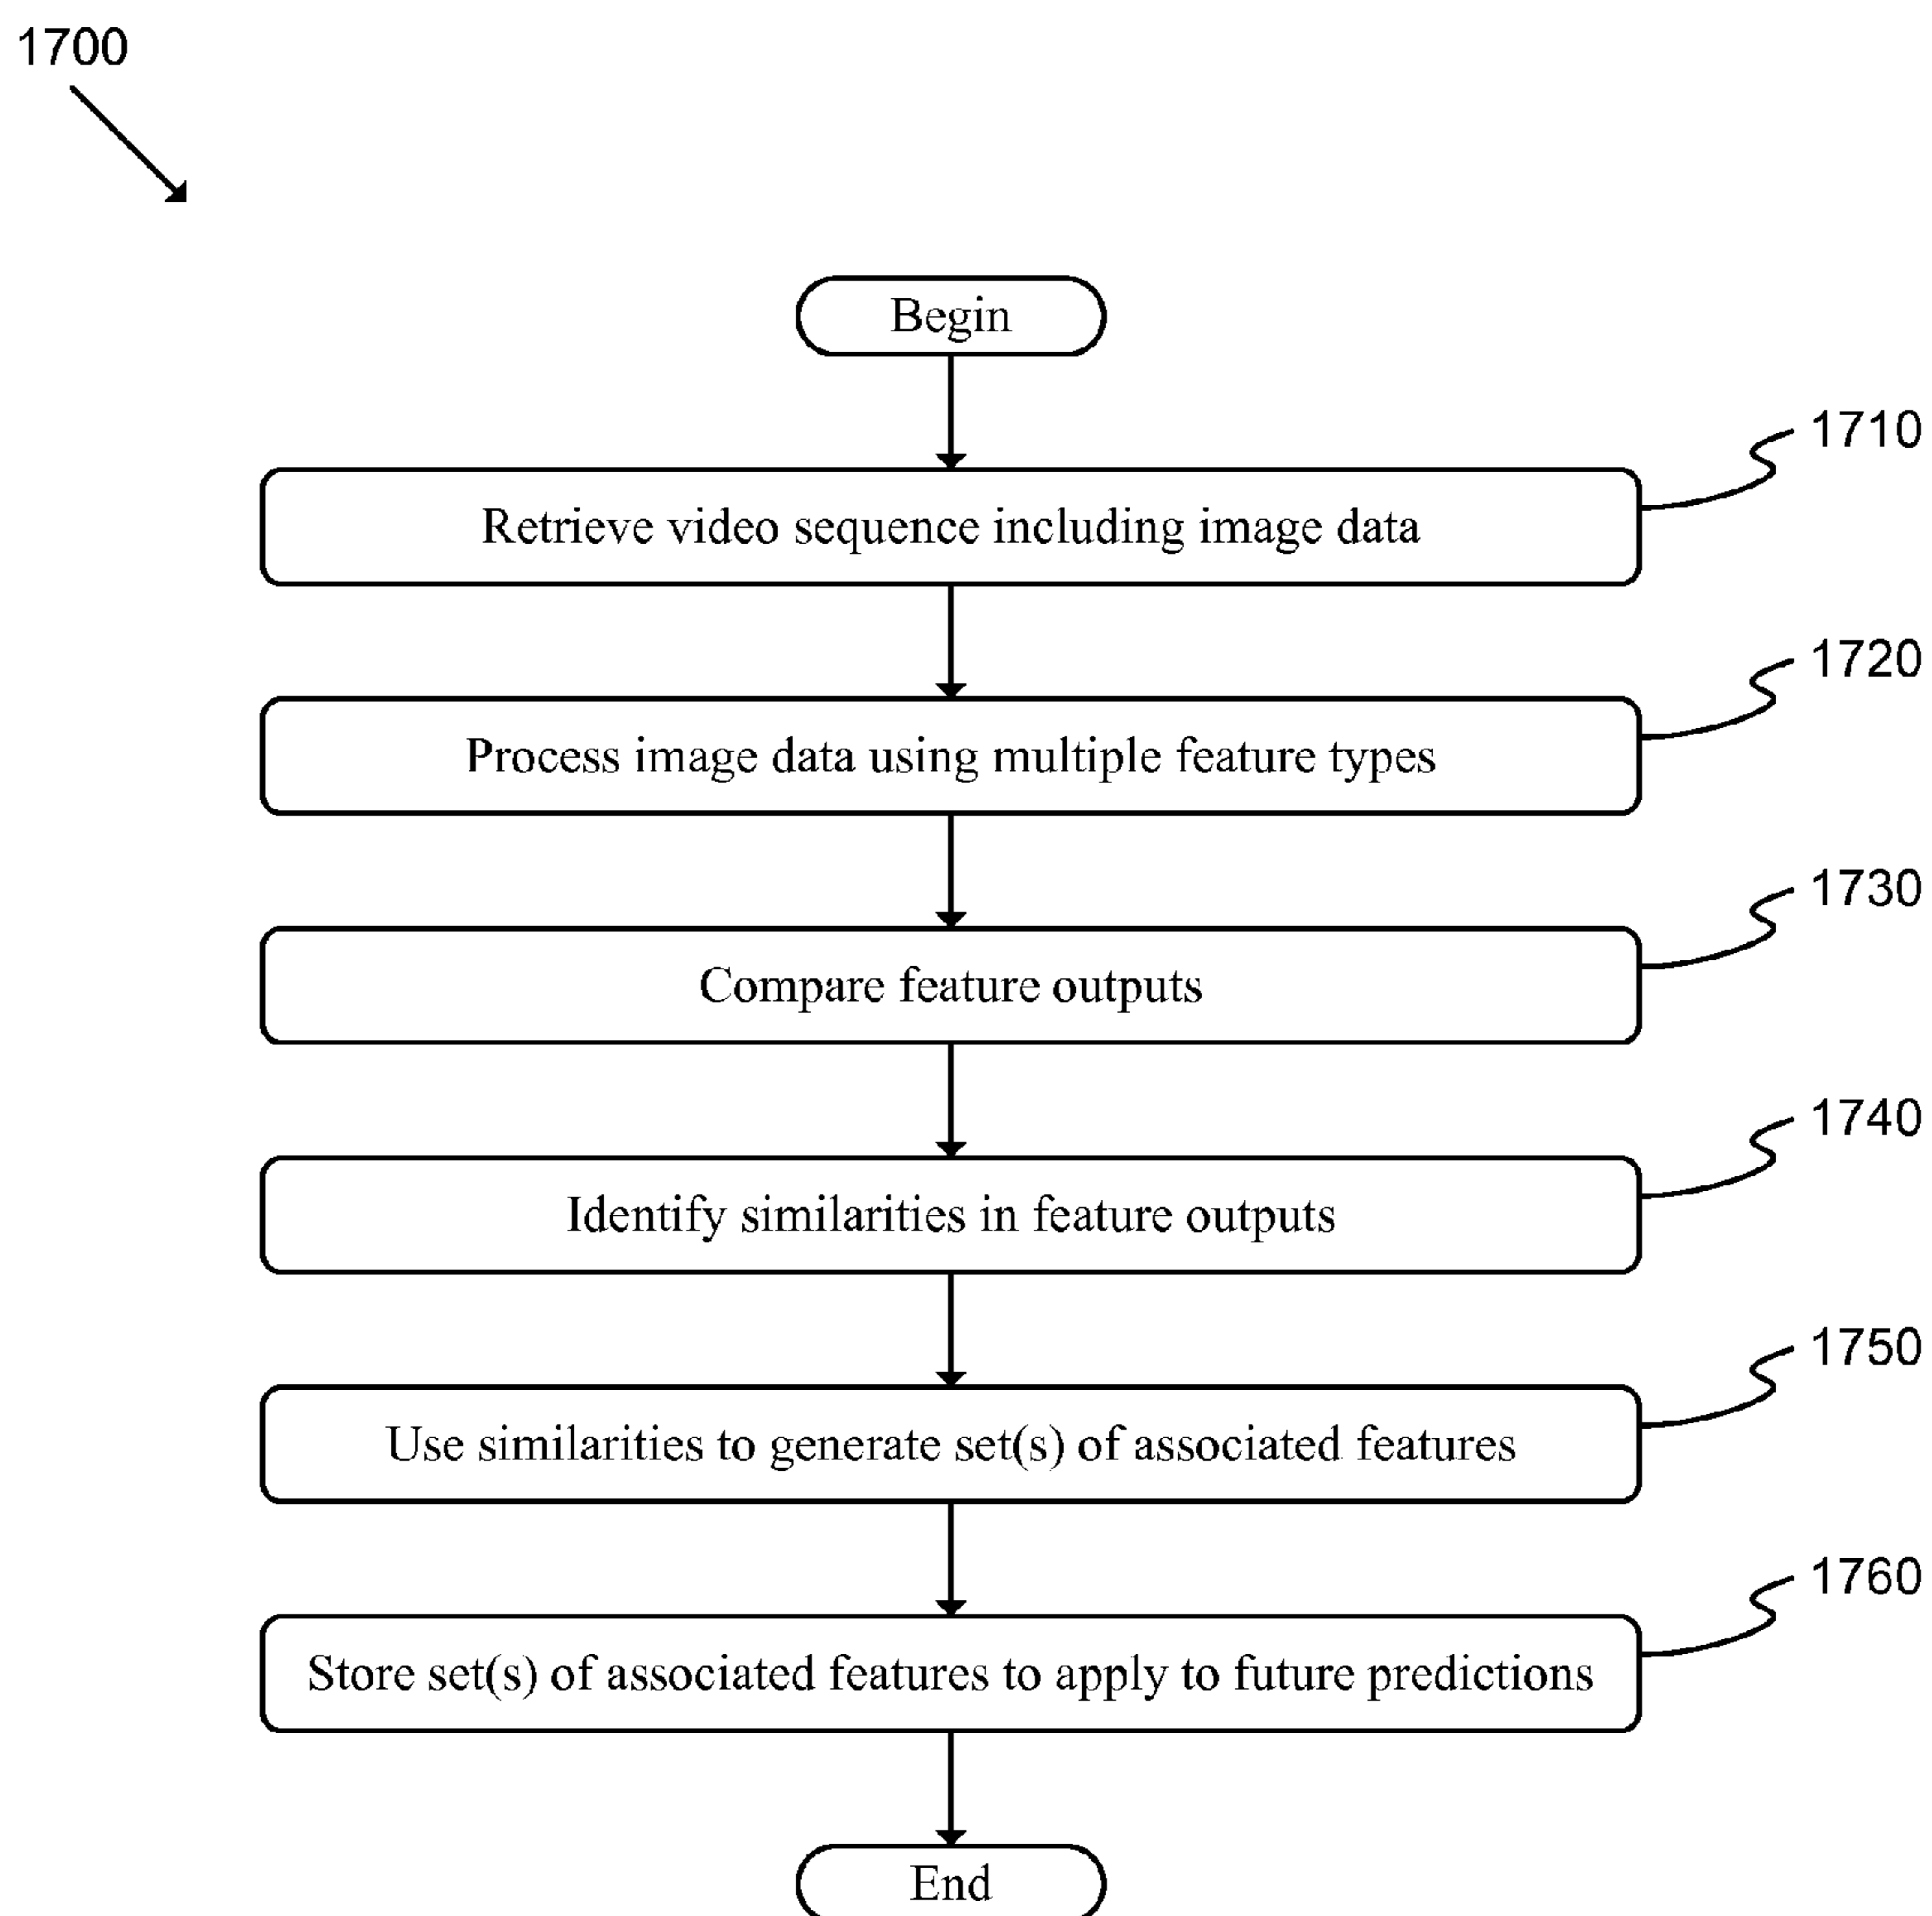 1700
Begin
1710
Retrieve video sequence including image data
1720
Process image data using multiple feature types
1730
Compare feature outputs
1740
Identify similarities in feature outputs
1750
Use similarities to generate set(s) of associated features
1760
Store set(s) of associated features to apply to future predictions
End